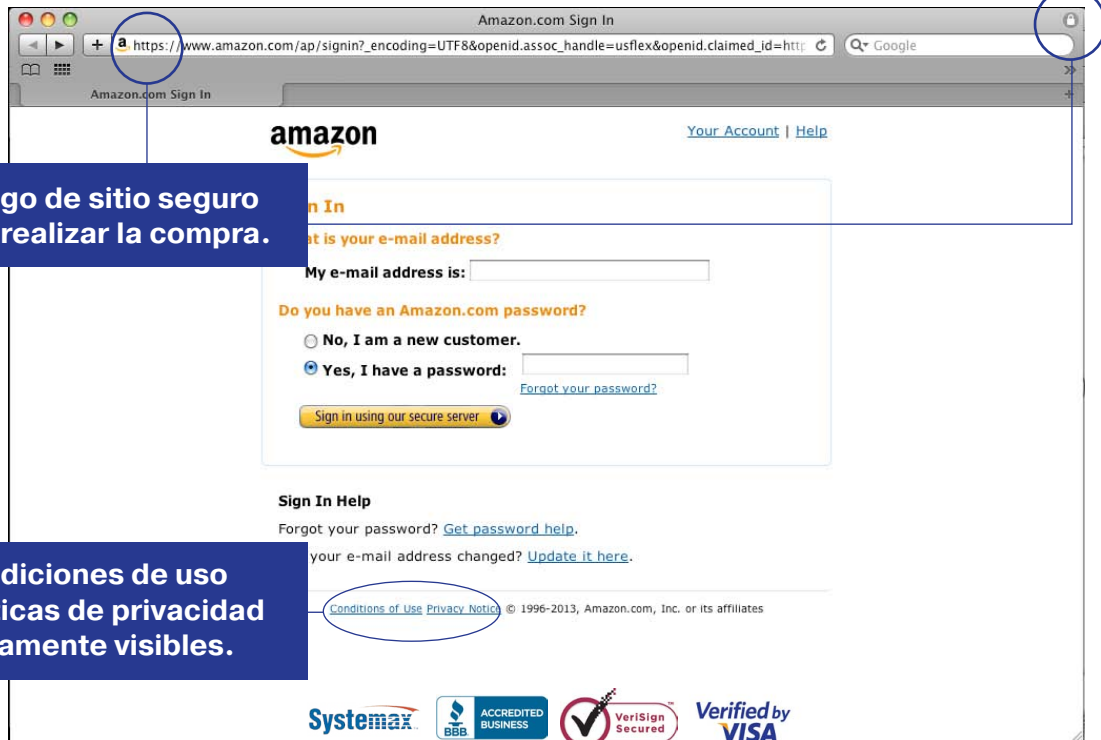 Amazon.com Sign In
https://www.amazon.com/ap/signin?_encoding=UTF8&openid.assoc_handle=usflex&openid.claimed_id=http
Google
Amazon.com Sign In
amazon
Your Account | Help
go de sitio seguro
realizar la compra.
n In
at is your e-mail address?
My e-mail address is:
Do you have an Amazon.com password?
No, I am a new customer.
Yes, I have a password:
Forgot your password?
Sign in using our secure server
Sign In Help
Forgot your password? Get password help.
your e-mail address changed? Update it here.
diciones de uso
icas de privacidad
amente visibles.
Conditions of Use Privacy Notice © 1996-2013, Amazon.com, Inc. or its affiliates
Systemax
BBB
ACCREDITED
BUSINESS
VeriSign
Secured
Verified by
VISA